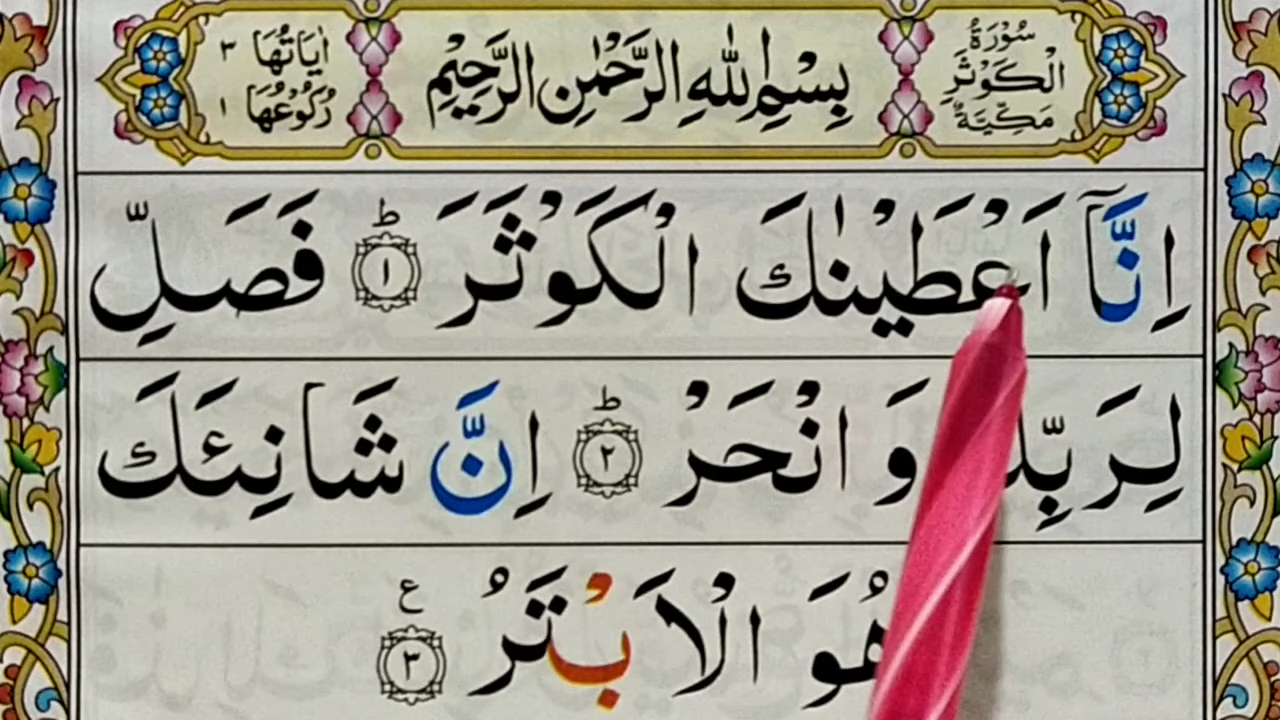 سُوْرَةُ الْكَوْثَرِ مَكِّيَّةٌ
بِسْمِ اللّٰهِ الرَّحْمٰنِ الرَّحِيْمِ
اٰيَاتُهَا ٣
رُكُوْعُهَا ١
اِنَّاۤ اَعْطَيْنٰكَ الْكَوْثَرَ ؕ ١ فَصَلِّ
لِرَبِّكَ وَ انْحَرْ ؕ ٢ اِنَّ شَانِئَكَ
هُوَ الْاَبْتَرُ ٣ ع